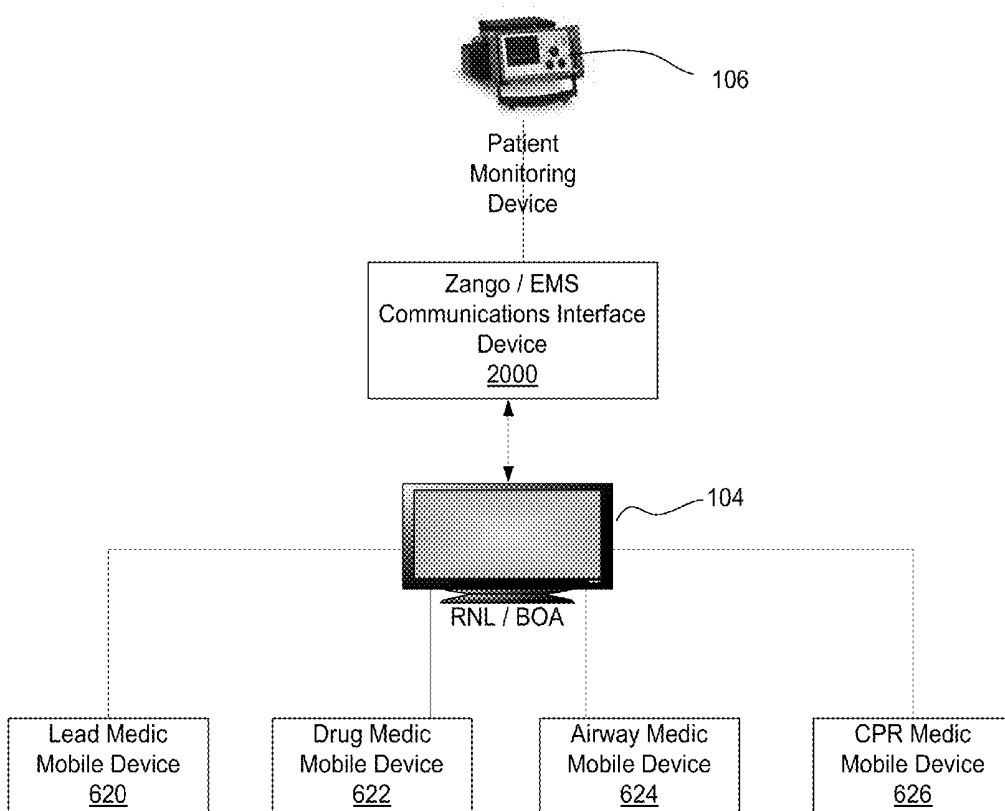 106
Patient
Monitoring
Device
Zango / EMS
Communications Interface
Device
2000
104
RNL / BOA
Lead Medic
Mobile Device
620
Drug Medic
Mobile Device
622
Airway Medic
Mobile Device
624
CPR Medic
Mobile Device
626